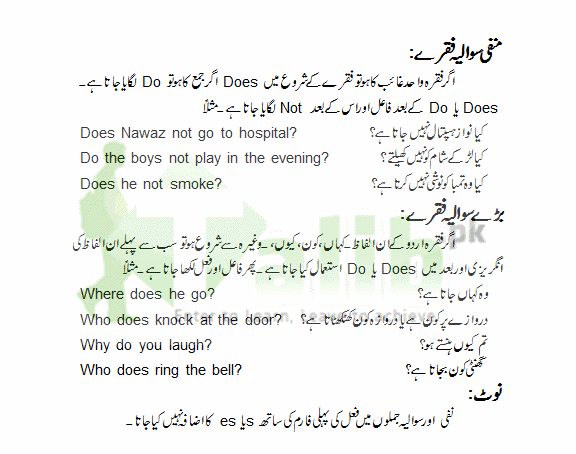 منفی سوالیہ فقرے:
اگر فقرہ واحد غائب کا ہو تو فقرے کے شروع میں Does اگر جمع کا ہو تو Do لگایا جاتا ہے۔
Does یا Do کے بعد فاعل اور اس کے بعد Not لگایا جاتا ہے۔ مثلاً
Does Nawaz not go to hospital? کیا نواز ہسپتال نہیں جاتا ہے؟
Do the boys not play in the evening? کیا لڑکے شام کو نہیں کھیلتے؟
Does he not smoke? کیا وہ تمباکو نوشی نہیں کرتا ہے؟
بڑے سوالیہ فقرے:
اگر فقرہ اردو کے ان الفاظ۔ کہاں، کون، کیوں، وغیرہ سے شروع ہو تو سب سے پہلے ان الفاظ کی
انگریزی اور بعد میں Does یا Do استعمال کیا جاتا ہے۔ پھر فاعل اور فعل لکھا جاتا ہے۔ مثلاً
Where does he go? وہ کہاں جاتا ہے؟
Who does knock at the door? دروازے پر کون ہے یا دروازہ کون کھٹکھٹاتا ہے؟
Why do you laugh? تم کیوں ہنستے ہو؟
Who does ring the bell? گھنٹی کون بجاتا ہے؟
نوٹ:
نفی اور سوالیہ جملوں میں فعل کی پہلی فارم کی ساتھ s یا es کا اضافہ نہیں کیا جاتا۔
Talib.pk
Enter to Learn, Leave to achieve